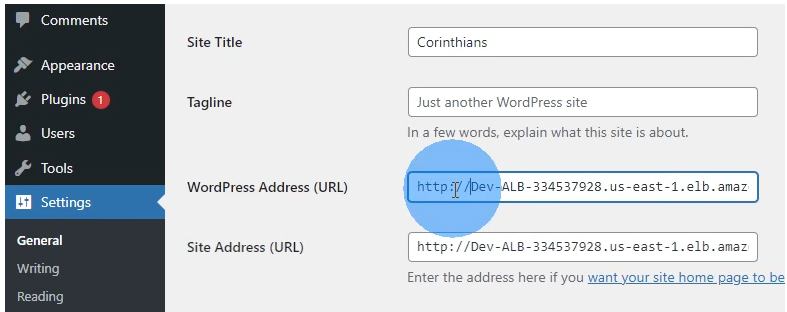 Comments
Appearance
Plugins 1
Users
Tools
Settings
General
Writing
Reading
Site Title Corinthians
Tagline Just another WordPress site
In a few words, explain what this site is about.
WordPress Address (URL) http://Dev-ALB-334537928.us-east-1.elb.amaz
Site Address (URL) http://Dev-ALB-334537928.us-east-1.elb.amaz
Enter the address here if you want your site home page to be